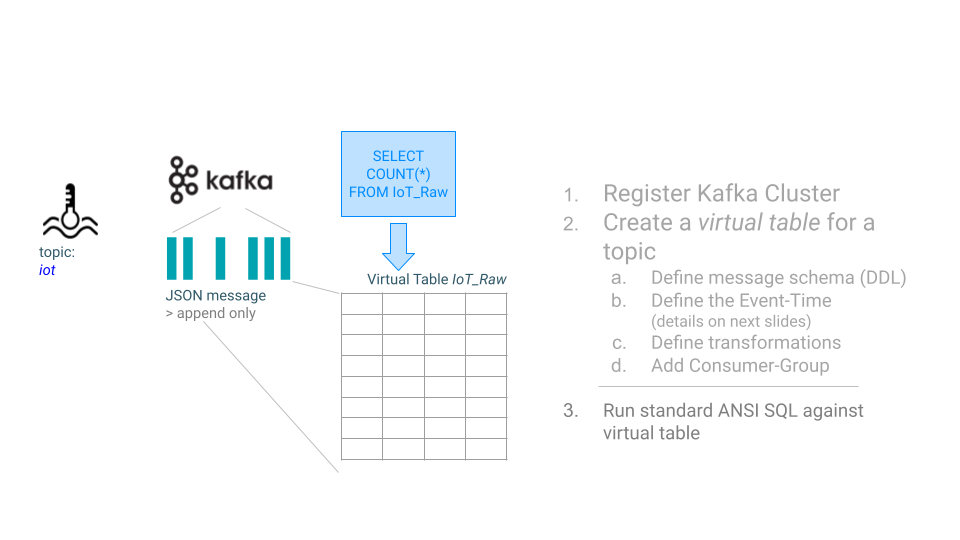 SELECT
COUNT(*)
FROM IoT_Raw
kafka
topic:
iot
JSON message
> append only
Virtual Table IoT_Raw
1. Register Kafka Cluster
2. Create a virtual table for a
topic
a. Define message schema (DDL)
b. Define the Event-Time
(details on next slides)
c. Define transformations
d. Add Consumer-Group
3. Run standard ANSI SQL against
virtual table